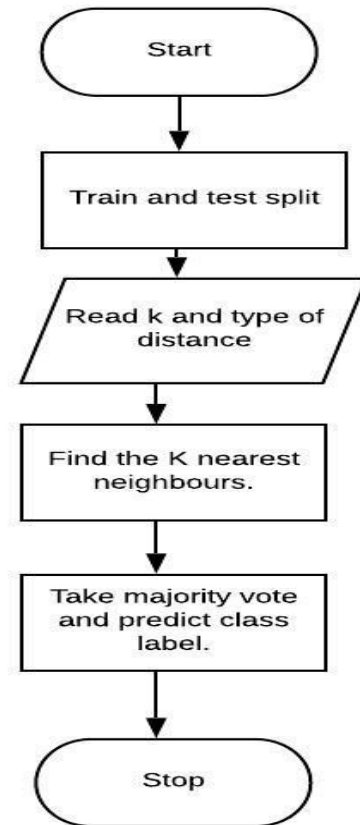 Start
Train and test split
Read k and type of
distance
Find the K nearest
neighbours.
Take majority vote
and predict class
label.
Stop